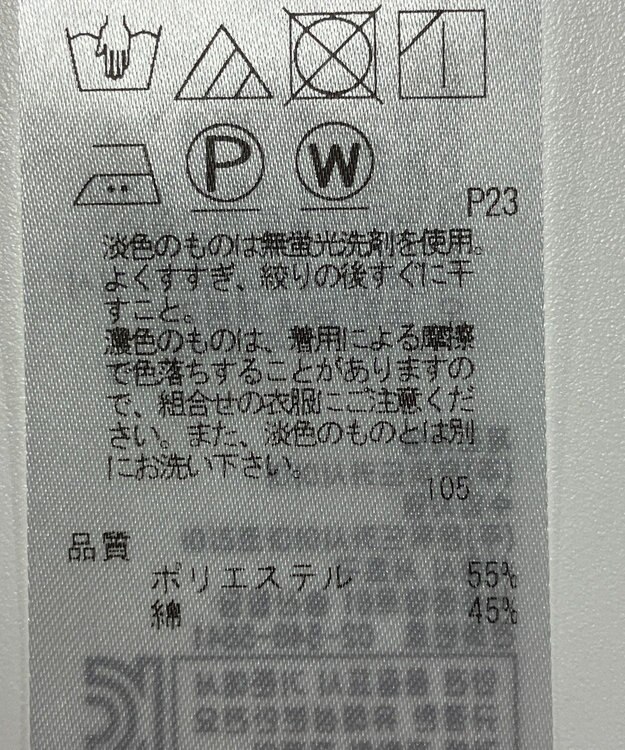 P
W
P23
淡色のものは無蛍光洗剤を使用。
よくすすぎ、絞りの後すぐに干
すこと。
濃色のものは、着用による摩擦
で色落ちすることがありますの
で、組合せの衣服にご注意くだ
さい。また、淡色のものとは別
にお洗い下さい。
105
品質
ポリエステル 55%
綿 45%